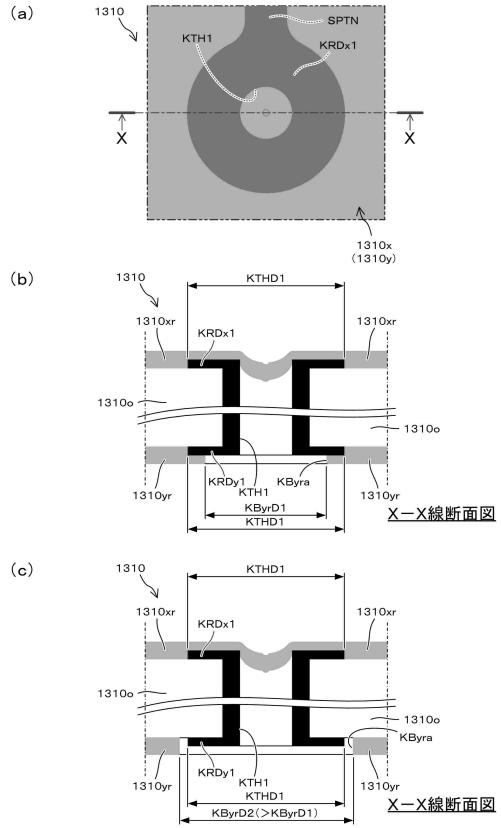 (a)
1310
KTH1
SPTN
KRDx1
X
X
1310x
(1310y)
(b)
1310
KTHD1
1310xr
KRDx1
1310xr
1310o
1310o
1310yr
KRDy1
KTH1
KByra
1310yr
KByrD1
KTHD1
X－X線断面図
(c)
1310
KTHD1
1310xr
KRDx1
1310xr
1310o
1310o
KByra
1310yr
KRDy1
KTH1
1310yr
KTHD1
KByrD2(>KByrD1)
X－X線断面図